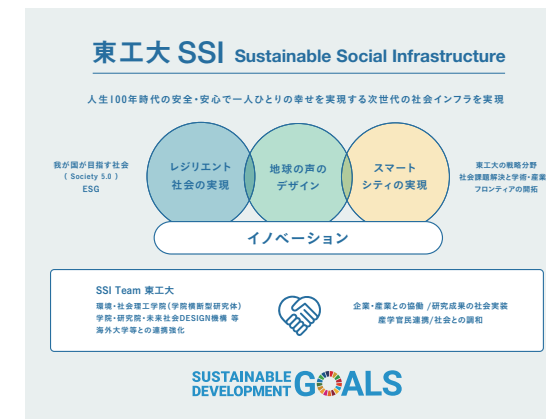 東工大 SSI Sustainable Social Infrastructure
人生100年時代の安全・安心で一人ひとりの幸せを実現する次世代の社会インフラを実現
我が国が目指す社会
( Society 5.0 )
ESG
レジリエント
社会の実現
地球の声の
デザイン
スマート
シティの実現
東工大の戦略分野
社会課題解決と学術・産業
フロンティアの開拓
イノベーション
SSI Team 東工大
環境・社会理工学院(学院横断型研究体)
学院・研究院・未来社会DESIGN機構 等
海外大学等との連携強化
企業・産業との協働 /研究成果の社会実装
産学官民連携/社会との調和
SUSTAINABLE
DEVELOPMENT GOALS